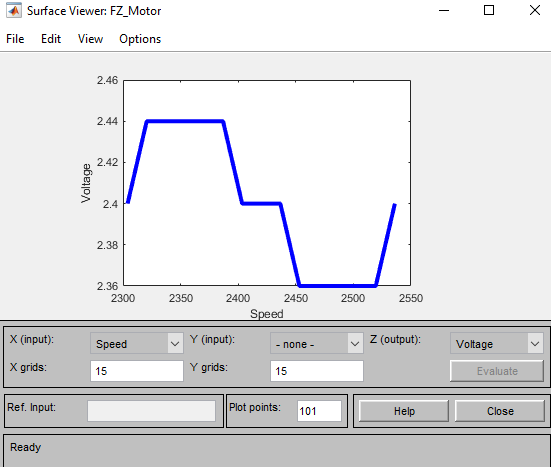 Surface Viewer: FZ_Motor
File Edit View Options
2.46
2.44
2.42
2.4
2.38
2.36
Voltage
2300 2350 2400 2450 2500 2550
Speed
X (input): Speed Y (input): - none - Z (output): Voltage
X grids: 15 Y grids: 15 Evaluate
Ref. Input: Plot points: 101 Help Close
Ready